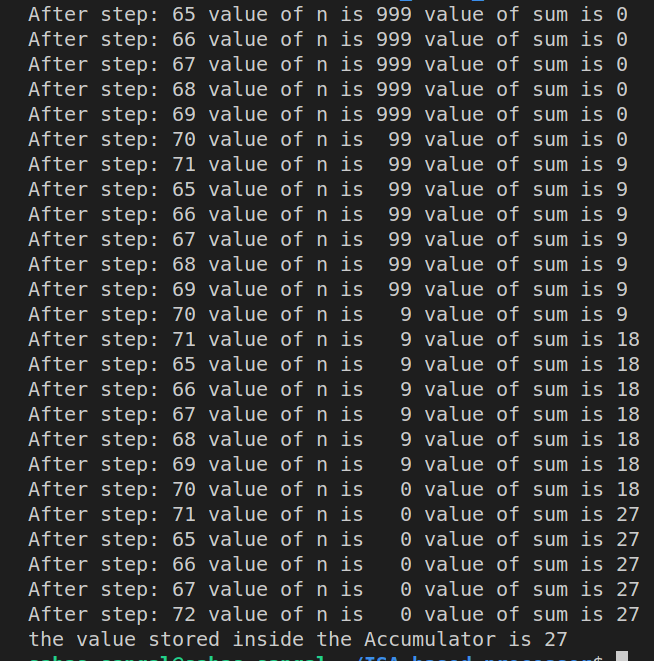 After step: 65 value of n is 999 value of sum is 0
After step: 66 value of n is 999 value of sum is 0
After step: 67 value of n is 999 value of sum is 0
After step: 68 value of n is 999 value of sum is 0
After step: 69 value of n is 999 value of sum is 0
After step: 70 value of n is  99 value of sum is 0
After step: 71 value of n is  99 value of sum is 9
After step: 65 value of n is  99 value of sum is 9
After step: 66 value of n is  99 value of sum is 9
After step: 67 value of n is  99 value of sum is 9
After step: 68 value of n is  99 value of sum is 9
After step: 69 value of n is  99 value of sum is 9
After step: 70 value of n is   9 value of sum is 9
After step: 71 value of n is   9 value of sum is 18
After step: 65 value of n is   9 value of sum is 18
After step: 66 value of n is   9 value of sum is 18
After step: 67 value of n is   9 value of sum is 18
After step: 68 value of n is   9 value of sum is 18
After step: 69 value of n is   9 value of sum is 18
After step: 70 value of n is   0 value of sum is 18
After step: 71 value of n is   0 value of sum is 27
After step: 65 value of n is   0 value of sum is 27
After step: 66 value of n is   0 value of sum is 27
After step: 67 value of n is   0 value of sum is 27
After step: 72 value of n is   0 value of sum is 27
the value stored inside the Accumulator is 27